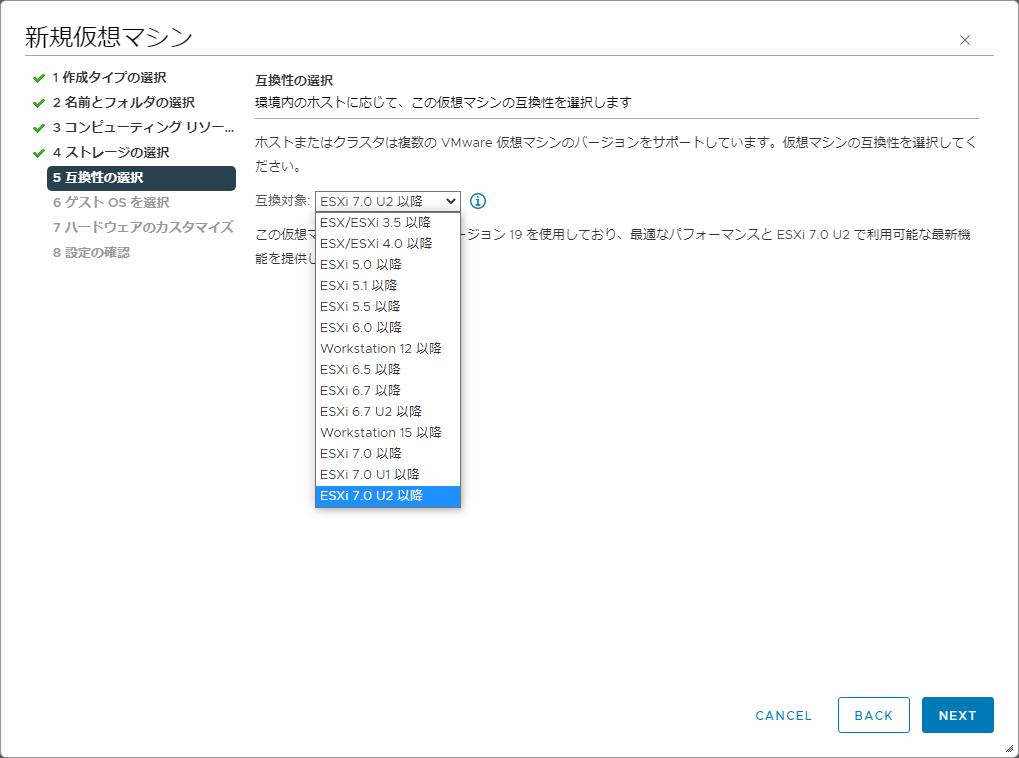 新規仮想マシン
1 作成タイプの選択
2 名前とフォルダの選択
3 コンピューティング リソー...
4 ストレージの選択
5 互換性の選択
6 ゲスト OS を選択
7 ハードウェアのカスタマイズ
8 設定の確認
互換性の選択
環境内のホストに応じて、この仮想マシンの互換性を選択します
ホストまたはクラスタは複数の VMware 仮想マシンのバージョンをサポートしています。仮想マシンの互換性を選択してく
ださい。
互換対象: ESXi 7.0 U2 以降
この仮想マ ージョン 19 を使用しており、最適なパフォーマンスと ESXi 7.0 U2 で利用可能な最新機
能を提供し
ESX/ESXi 3.5 以降
ESX/ESXi 4.0 以降
ESXi 5.0 以降
ESXi 5.1 以降
ESXi 5.5 以降
ESXi 6.0 以降
Workstation 12 以降
ESXi 6.5 以降
ESXi 6.7 以降
ESXi 6.7 U2 以降
Workstation 15 以降
ESXi 7.0 以降
ESXi 7.0 U1 以降
ESXi 7.0 U2 以降
CANCEL
BACK
NEXT